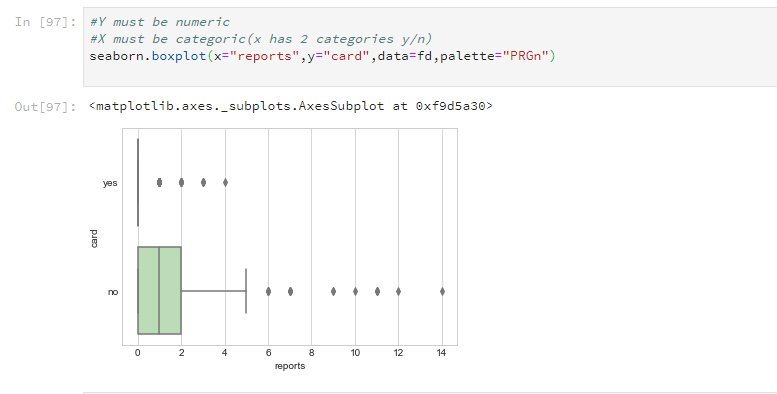 In [97]: #Y must be numeric
#X must be categoric(x has 2 categories y/n)
seaborn.boxplot(x="reports",y="card",data=fd,palette="PRGn")
Out[97]: <matplotlib.axes._subplots.AxesSubplot at 0xf9d5a30>
yes
card
no
0 2 4 6 8 10 12 14
reports